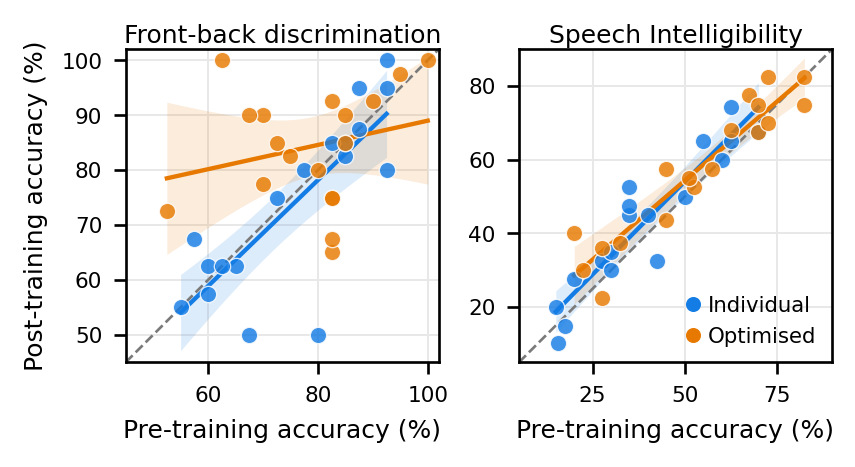 Front-back discrimination
Speech Intelligibility
Post-training accuracy (%)
100
90
80
70
60
50
60
80
100
Pre-training accuracy (%)
80
60
40
20
25
50
75
Pre-training accuracy (%)
Individual
Optimised